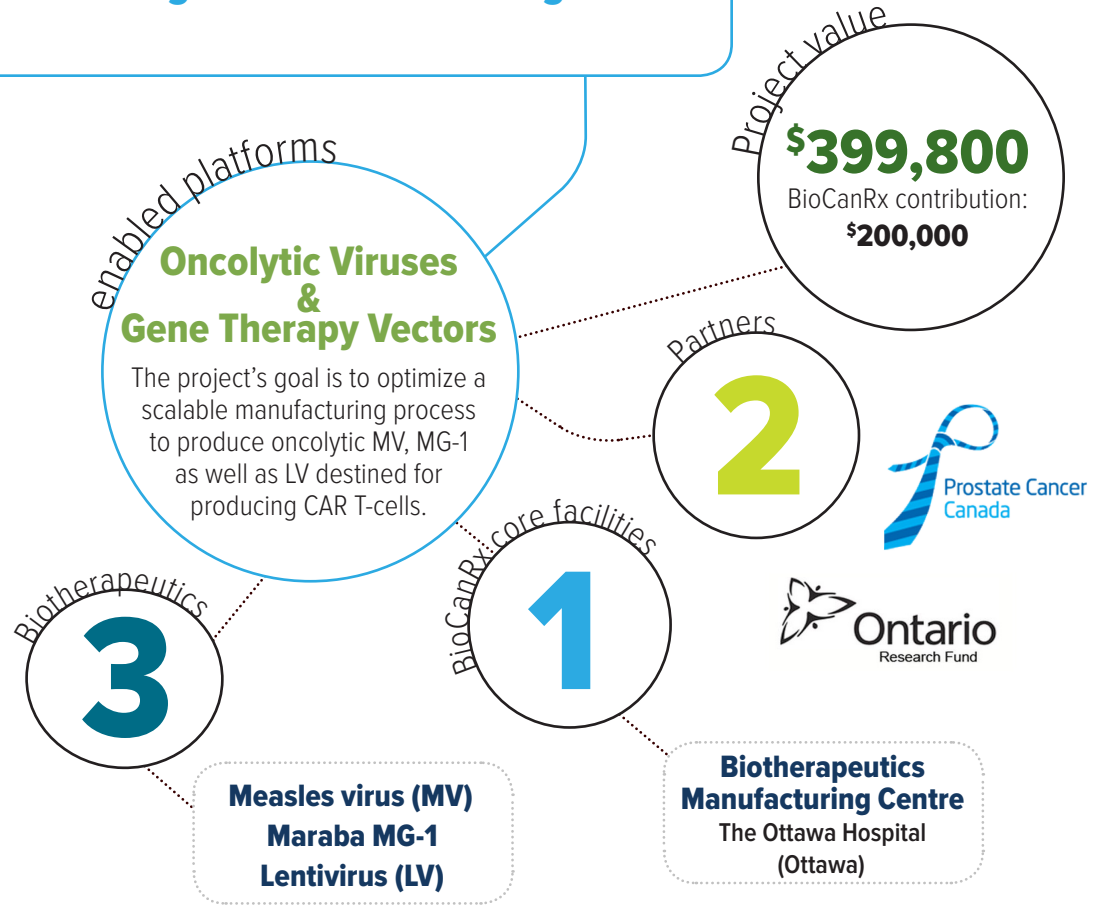 Project value
$399,800
BioCanRx contribution:
$200,000
enabled platforms
Oncolytic Viruses
&
Gene Therapy Vectors
The project's goal is to optimize a
scalable manufacturing process
to produce oncolytic MV, MG-1
as well as LV destined for
producing CAR T-cells.
Partners
2
Prostate Cancer
Canada
Ontario
Research Fund
BioCanRx core facilities
1
Biotherapeutics
Manufacturing Centre
The Ottawa Hospital
(Ottawa)
Biotherapeutics
3
Measles virus (MV)
Maraba MG-1
Lentivirus (LV)